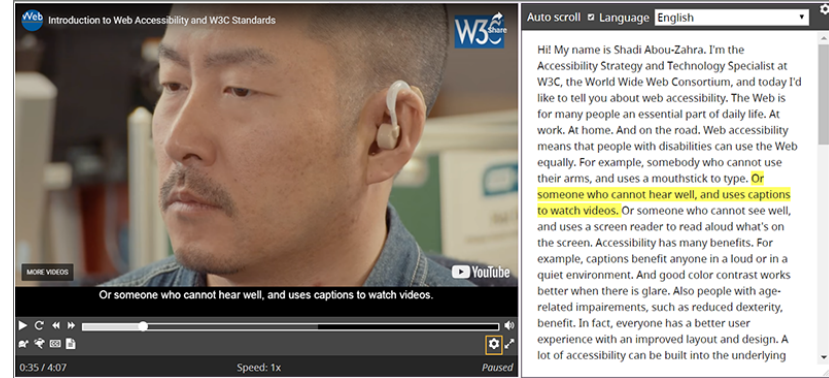 Web Introduction to Web Accessibility and W3C Standards
W3C share
MORE VIDEOS
YouTube
Or someone who cannot hear well, and uses captions to watch videos.
0:35 / 4:07 Speed: 1x Paused
Auto scroll Language English
Hi! My name is Shadi Abou-Zahra. I'm the
Accessibility Strategy and Technology Specialist at
W3C, the World Wide Web Consortium, and today I'd
like to tell you about web accessibility. The Web is
for many people an essential part of daily life. At
work. At home. And on the road. Web accessibility
means that people with disabilities can use the Web
equally. For example, somebody who cannot use
their arms, and uses a mouthstick to type. Or
someone who cannot hear well, and uses captions
to watch videos. Or someone who cannot see well,
and uses a screen reader to read aloud what's on
the screen. Accessibility has many benefits. For
example, captions benefit anyone in a loud or in a
quiet environment. And good color contrast works
better when there is glare. Also people with age-
related impairments, such as reduced dexterity,
benefit. In fact, everyone has a better user
experience with an improved layout and design. A
lot of accessibility can be built into the underlying